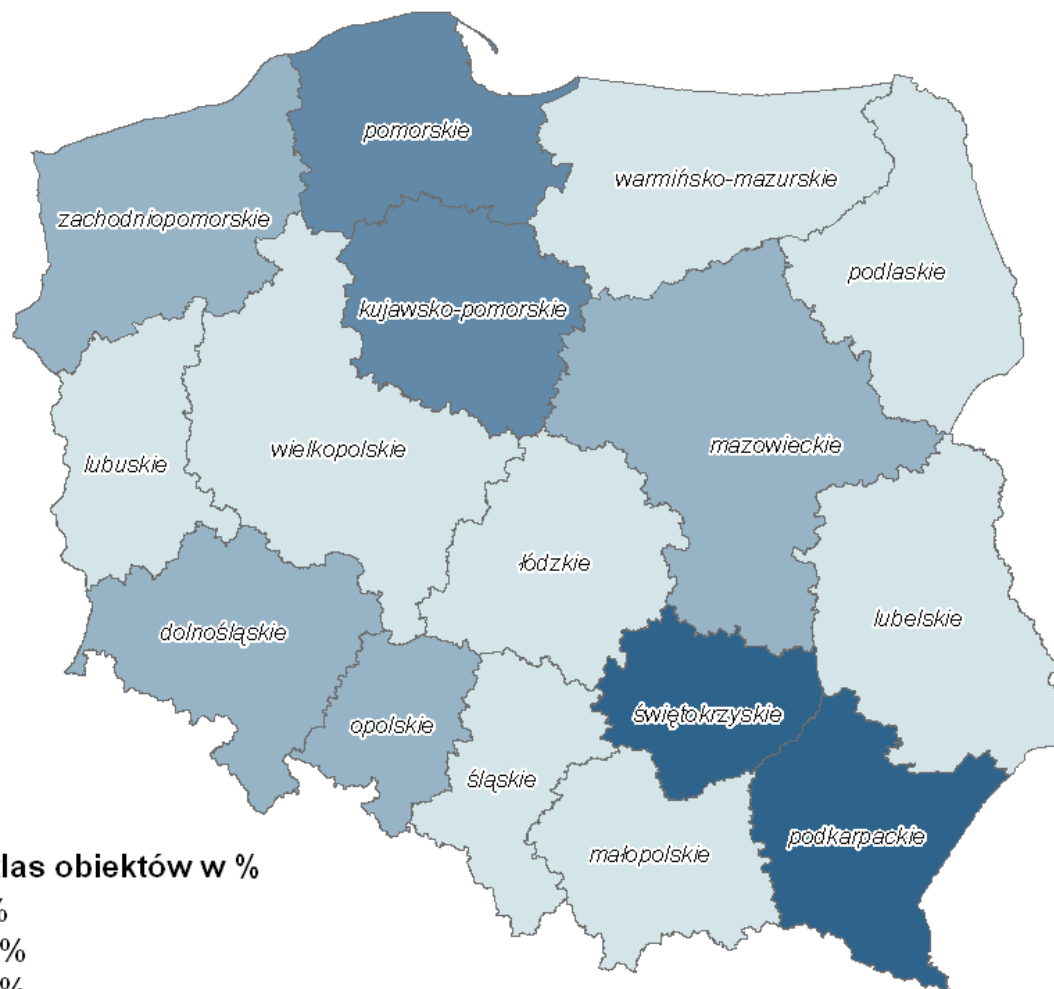 pomorskie
warmińsko-mazurskie
zachodniopomorskie
podlaskie
kujawsko-pomorskie
mazowieckie
wielkopolskie
lubuskie
łódzkie
lubelskie
dolnośląskie
świętokrzyskie
opolskie
śląskie
podkarpackie
małopolskie
obiektów w %
%
%
%